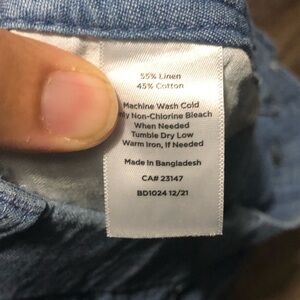 55% Linen
45% Cotton
Machine Wash Cold
nly Non-Chlorine Bleach
When Needed
Tumble Dry Low
Warm Iron, If Needed
Made in Bangladesh
CA# 23147
BD1024 12/21